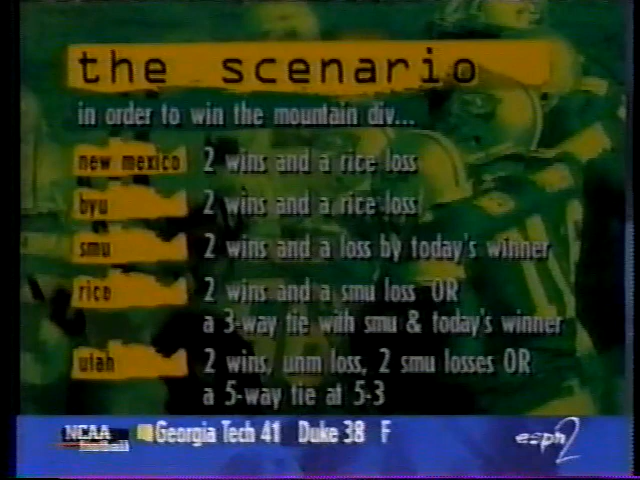 the scenario
in order to win the mountain div...
new mexico 2 wins and a rice loss
byu 2 wins and a rice loss
smu 2 wins and a loss by today's winner
rice 2 wins and a smu loss OR
a 3-way tie with smu & today's winner
utah 2 wins, unm loss, 2 smu losses OR
a 5-way tie at 5-3
NCAA Georgia Tech 41 Duke 38 F espn2